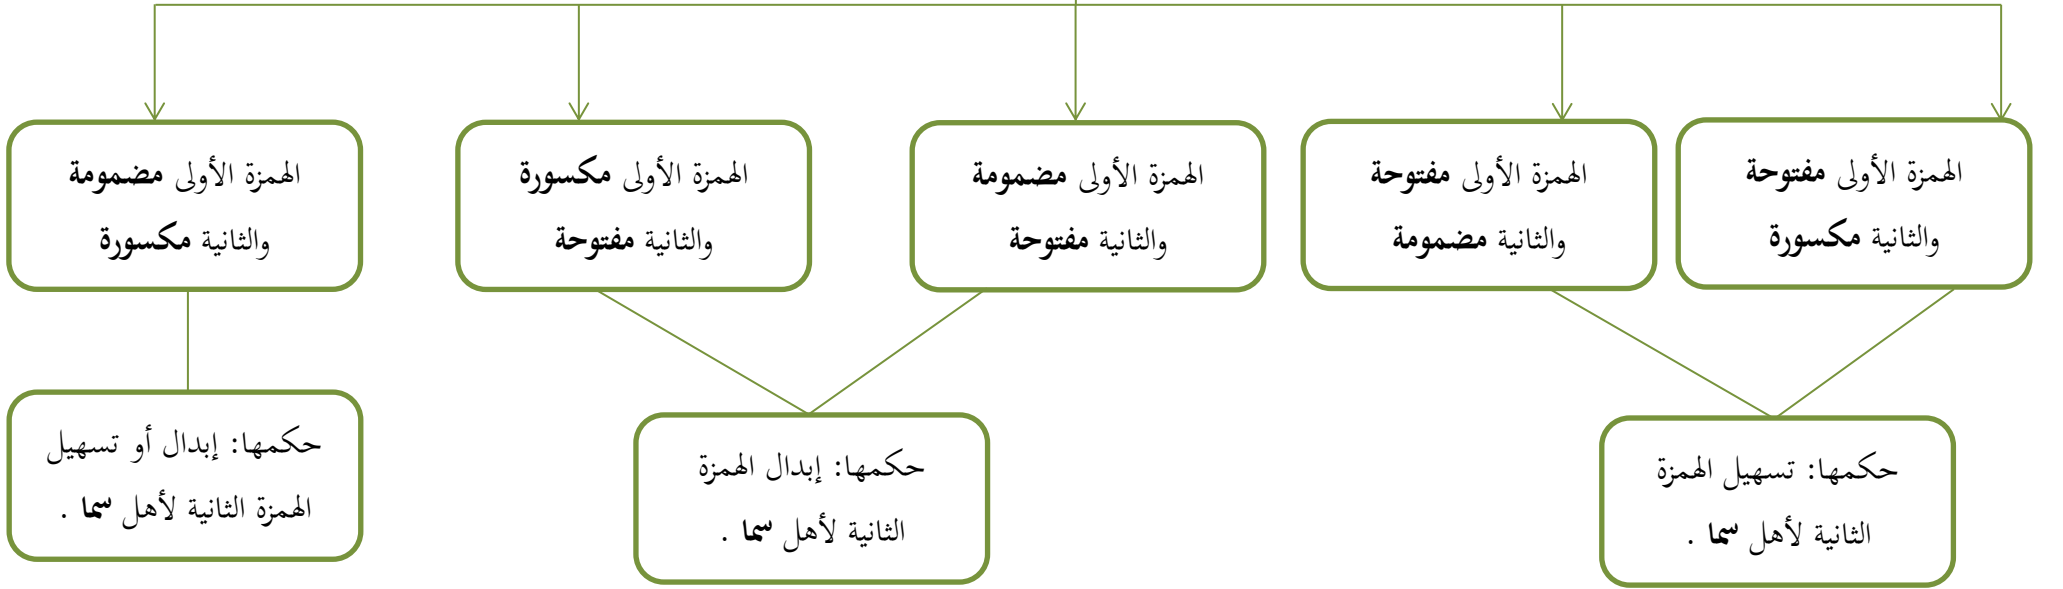 الهمزة الأولى مفتوحة
والثانية مكسورة
الهمزة الأولى مفتوحة
والثانية مضمومة
الهمزة الأولى مضمومة
والثانية مفتوحة
الهمزة الأولى مكسورة
والثانية مفتوحة
الهمزة الأولى مضمومة
والثانية مكسورة
حكمها: تسهيل الهمزة
الثانية لأهل سما .
حكمها: إبدال الهمزة
الثانية لأهل سما .
حكمها: إبدال أو تسهيل
الهمزة الثانية لأهل سما .